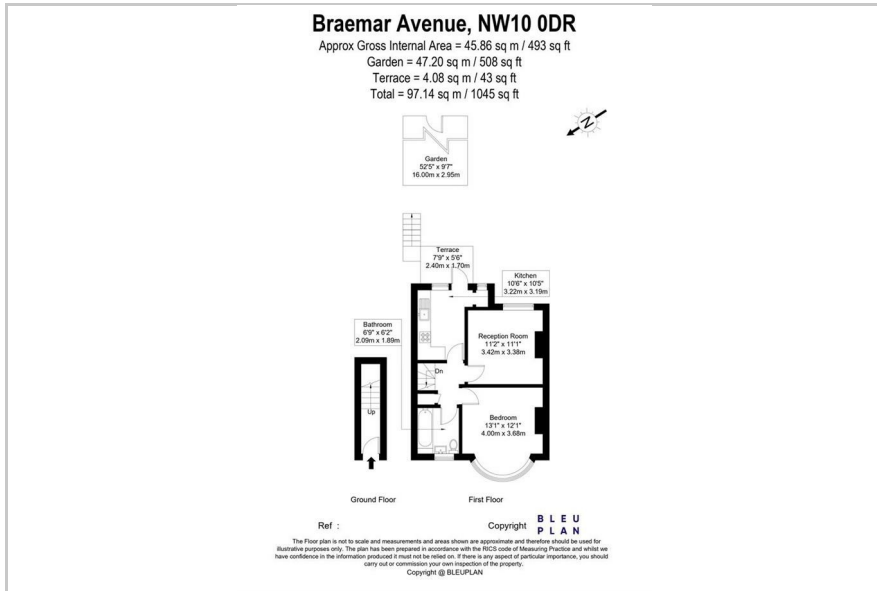 Braemar Avenue, NW10 0DR
Approx Gross Internal Area = 45.86 sq m / 493 sq ft
Garden = 47.20 sq m / 508 sq ft
Terrace = 4.08 sq m / 43 sq ft
Total = 97.14 sq m / 1045 sq ft
N
Garden
52'5" x 9'7"
16.00m x 2.95m
Terrace
7'9" x 5'6"
2.40m x 1.70m
Kitchen
10'6" x 10'5"
3.22m x 3.19m
Bathroom
6'9" x 6'2"
2.09m x 1.89m
Reception Room
11'2" x 11'1"
3.42m x 3.38m
Dn
Up
Bedroom
13'1" x 12'1"
4.00m x 3.68m
Ground Floor
First Floor
Ref :
Copyright
BLEU
PLAN
The Floor plan is not to scale and measurements and areas shown are approximate and therefore should be used for
illustrative purposes only. The plan has been prepared in accordance with the RICS code of Measuring Practice and whilst we
have confidence in the information produced it must not be relied on. If there is any aspect of particular importance, you should
carry out or commission your own inspection of the property.
Copyright @ BLEUPLAN